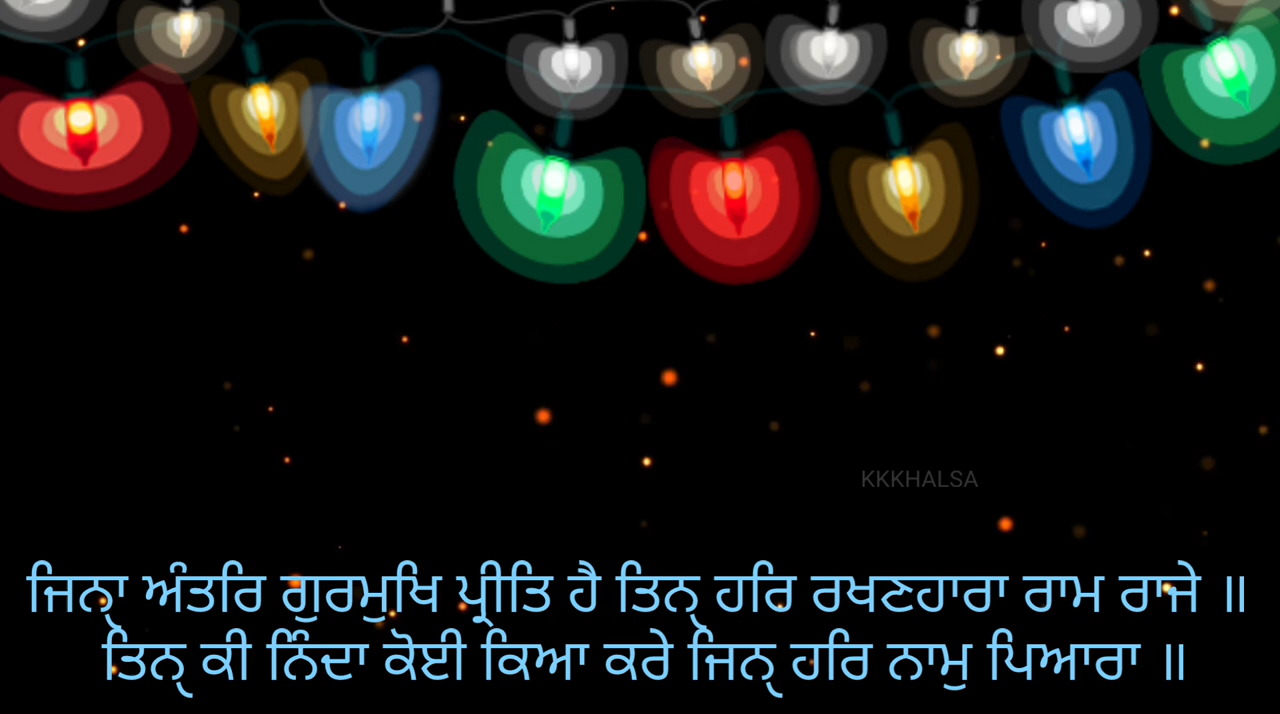 KKKHALSA
ਜਿਨੑਾ ਅੰਤਰਿ ਗੁਰਮੁਖਿ ਪ੍ਰੀਤਿ ਹੈ ਤਿਨੑ ਹਰਿ ਰਖਣਹਾਰਾ ਰਾਮ ਰਾਜੇ ॥
ਤਿਨੑ ਕੀ ਨਿੰਦਾ ਕੋਈ ਕਿਆ ਕਰੇ ਜਿਨੑ ਹਰਿ ਨਾਮੁ ਪਿਆਰਾ ॥